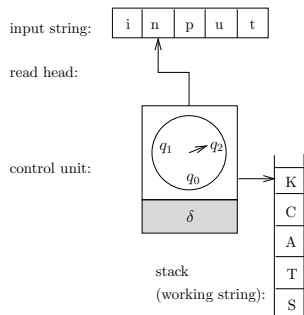 input string: i n p u t
read head:
q₁ q₂
control unit:
q₀
K
δ
C
A
stack
T
(working string):
S